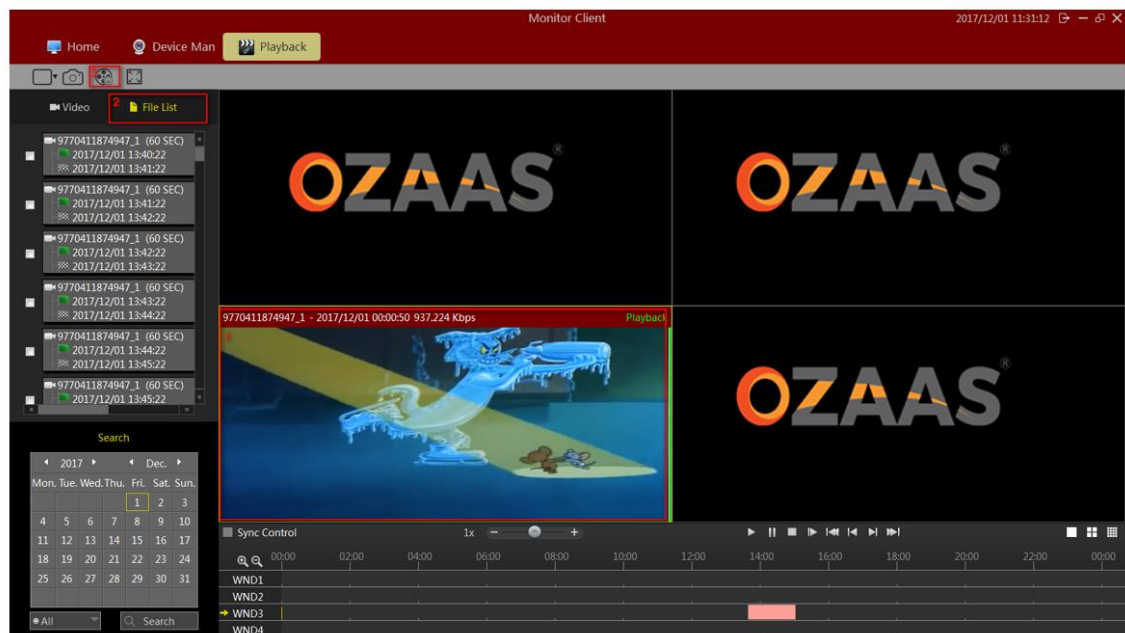 Monitor Client
2017/12/01 11:31:12
Home
Device Man
Playback
2
Video
File List
9770411874947_1 (60 SEC)
2017/12/01 13:40:22
2017/12/01 13:41:22
9770411874947_1 (60 SEC)
2017/12/01 13:41:22
2017/12/01 13:42:22
9770411874947_1 (60 SEC)
2017/12/01 13:42:22
2017/12/01 13:43:22
9770411874947_1 (60 SEC)
2017/12/01 13:43:22
2017/12/01 13:44:22
9770411874947_1 (60 SEC)
2017/12/01 13:44:22
2017/12/01 13:45:22
9770411874947_1 (60 SEC)
2017/12/01 13:45:22
Search
2017 Dec.
Mon. Tue. Wed. Thu. Fri. Sat. Sun.
1 2 3
4 5 6 7 8 9 10
11 12 13 14 15 16 17
18 19 20 21 22 23 24
25 26 27 28 29 30 31
All
Search
OZAAS®
OZAAS®
9770411874947_1 - 2017/12/01 00:00:50 937.224 Kbps Playback
1
OZAAS®
Sync Control
1x
00:00 02:00 04:00 06:00 08:00 10:00 12:00 14:00 16:00 18:00 20:00 22:00 00:00
WND1
WND2
WND3
WND4